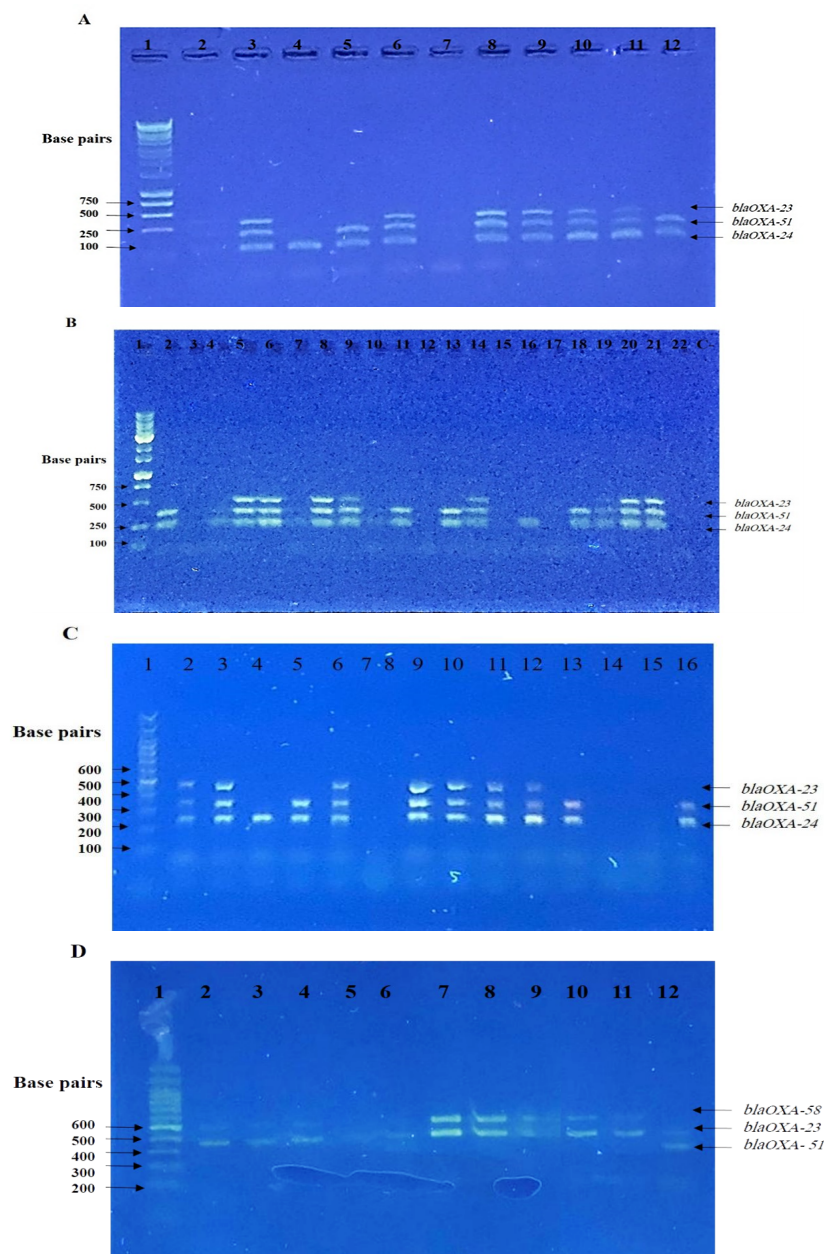 A
1 2 3 4 5 6 7 8 9 10 11 12
Base pairs
750
500
250
100
blaOXA-23
blaOXA-51
blaOXA-24
B
1 2 3 4 5 6 7 8 9 10 11 12 13 14 15 16 17 18 19 20 21 22 C-
Base pairs
750
500
250
100
blaOXA-23
blaOXA-51
blaOXA-24
C
1 2 3 4 5 6 7 8 9 10 11 12 13 14 15 16
Base pairs
600
500
400
300
200
100
blaOXA-23
blaOXA-51
blaOXA-24
D
1 2 3 4 5 6 7 8 9 10 11 12
Base pairs
600
500
400
300
200
blaOXA-58
blaOXA-23
blaOXA- 51